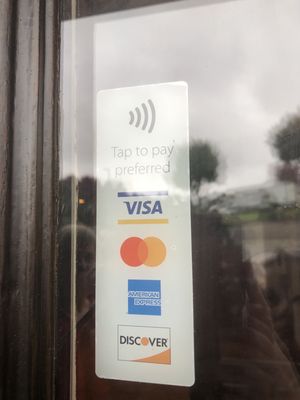 Tap to pay
preferred
VISA
AMERICAN
EXPRESS
DISCOVER